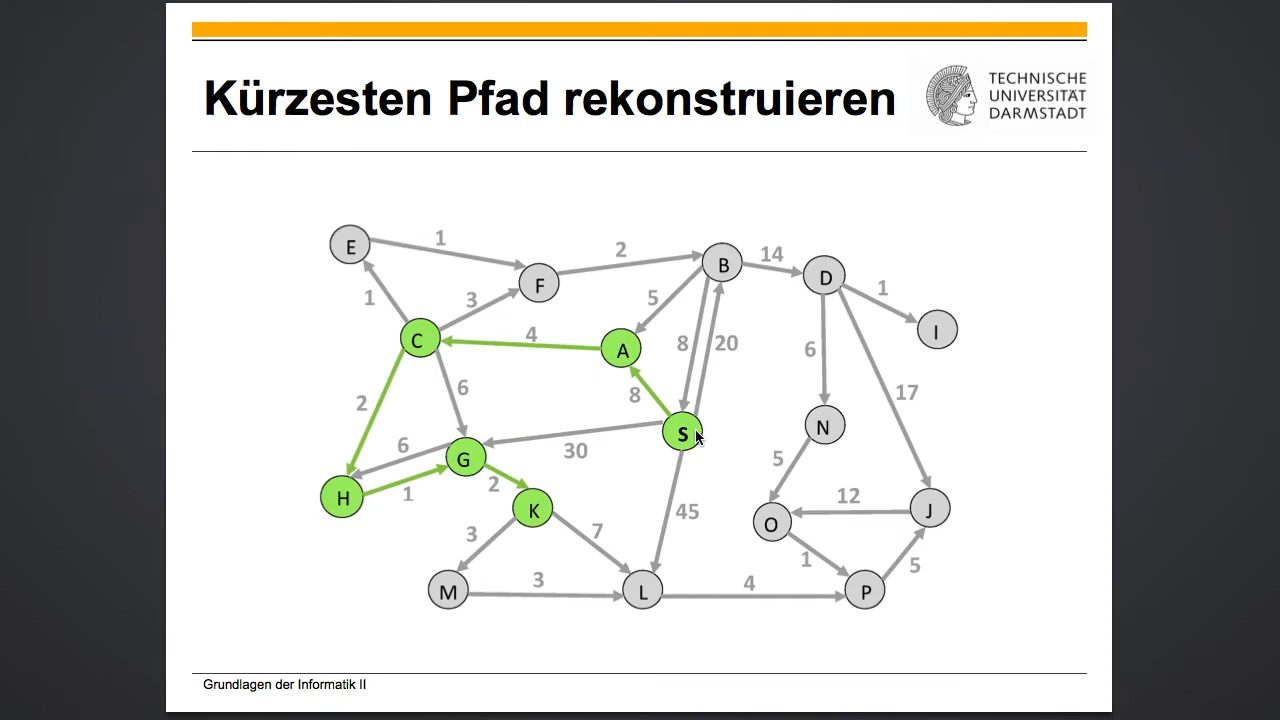 Kürzesten Pfad rekonstruieren
TECHNISCHE
UNIVERSITÄT
DARMSTADT
E
1
F
2
B
14
D
1
I
1
3
5
C
4
A
8
20
6
2
6
8
17
S
N
6
G
30
5
H
1
2
K
45
12
J
O
3
7
1
5
M
3
L
4
P
Grundlagen der Informatik II